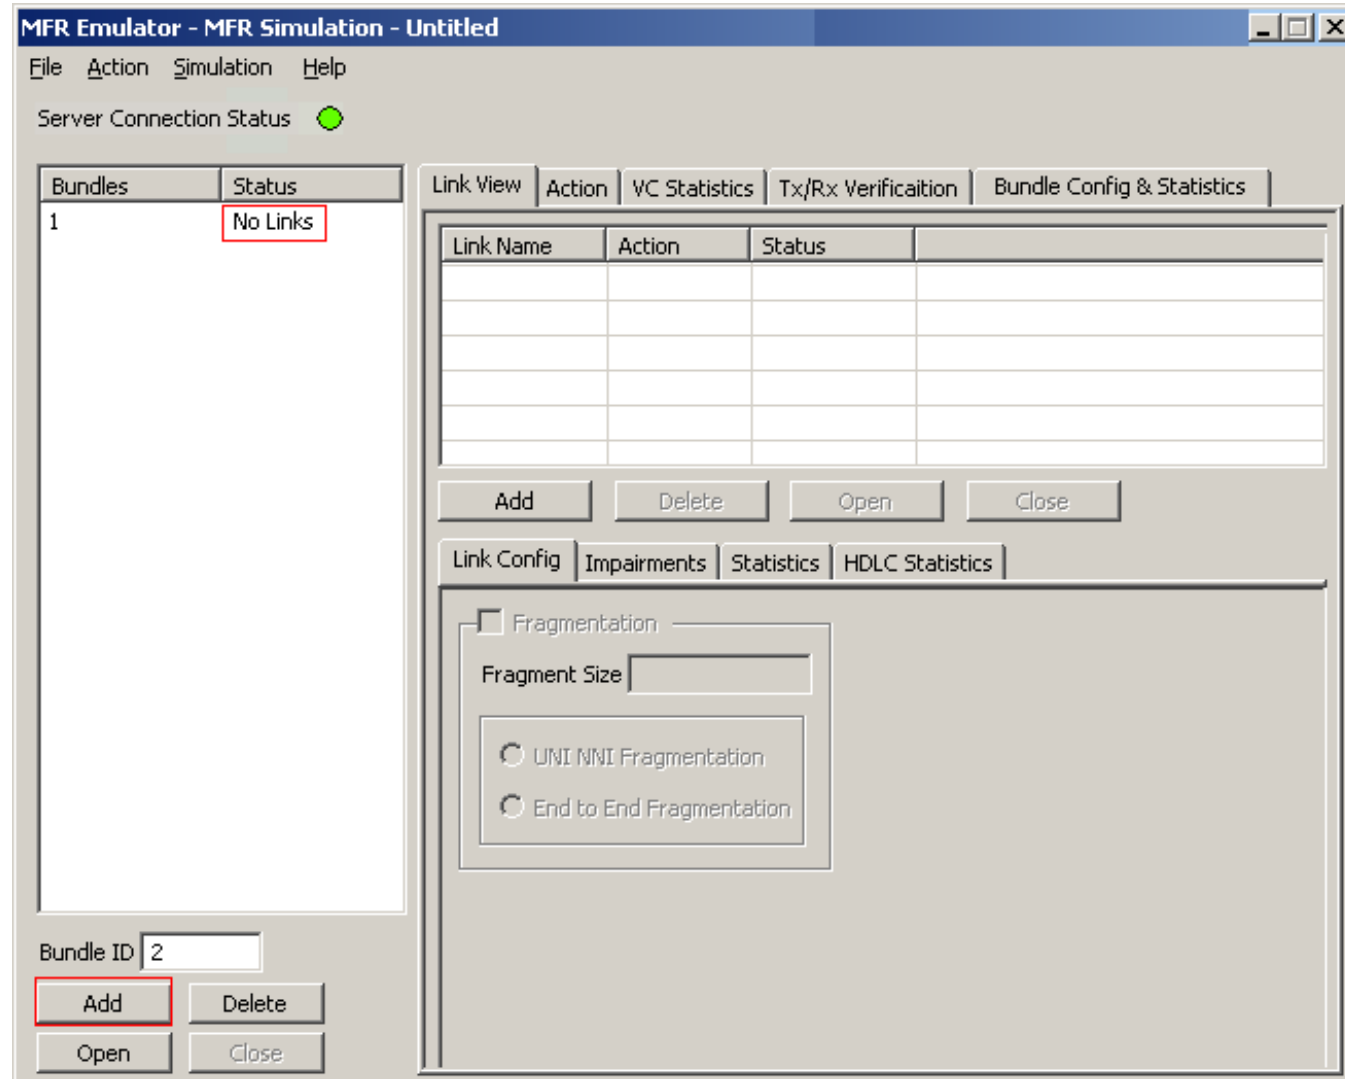 MFR Emulator - MFR Simulation - Untitled
File Action Simulation Help
Server Connection Status
Bundles Status
1 No Links
Link View Action VC Statistics Tx/Rx Verificaition Bundle Config & Statistics
Link Name Action Status
Add Delete Open Close
Link Config Impairments Statistics HDLC Statistics
Fragmentation
Fragment Size
UNI NNI Fragmentation
End to End Fragmentation
Bundle ID 2
Add Delete
Open Close